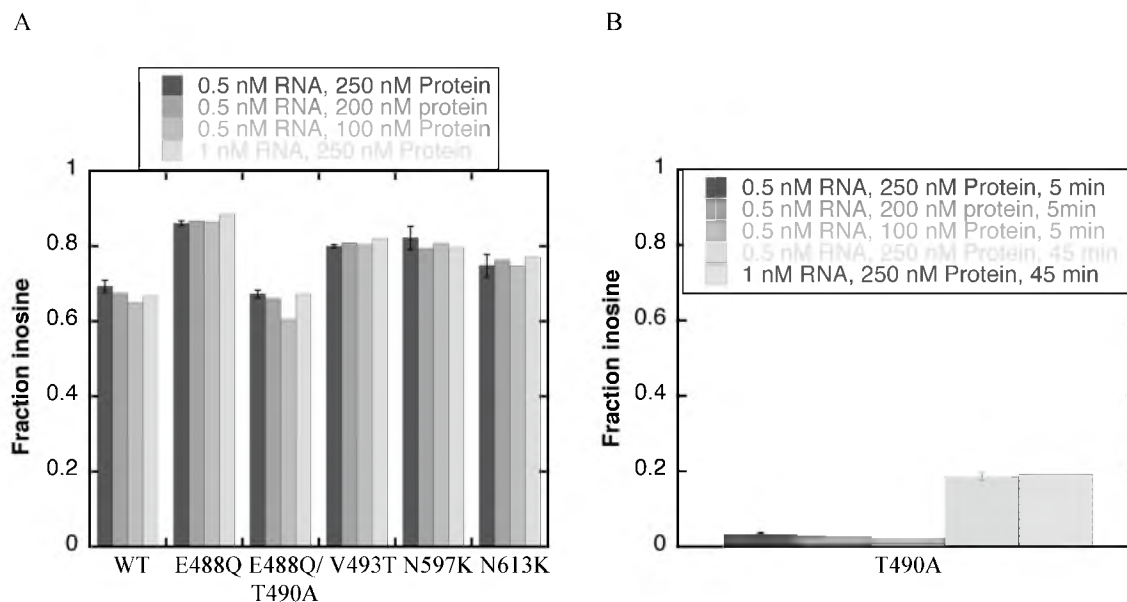 A
0.5 nM RNA, 250 nM Protein
0.5 nM RNA, 200 nM protein
0.5 nM RNA, 100 nM Protein
1 nM RNA, 250 nM Protein
1
0.8
0.6
0.4
0.2
0
Fraction inosine
WT E488Q E488Q/ V493T N597K N613K
T490A
B
0.5 nM RNA, 250 nM Protein, 5 min
0.5 nM RNA, 200 nM protein, 5min
0.5 nM RNA, 100 nM Protein, 5 min
0.5 nM RNA, 250 nM Protein, 45 min
1 nM RNA, 250 nM Protein, 45 min
1
0.8
0.6
0.4
0.2
0
Fraction inosine
T490A